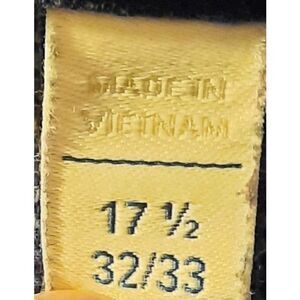 MADE IN
VIETNAM
17 ½
32/33